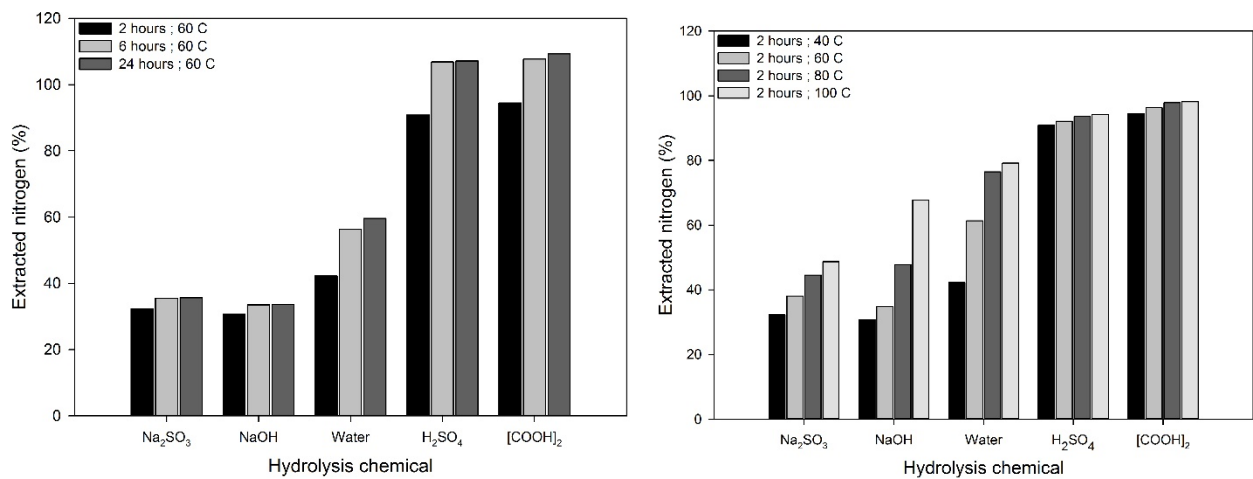 120
100
80
60
40
20
0
Extracted nitrogen (%)
2 hours ; 60 C
6 hours ; 60 C
24 hours ; 60 C
Na₂SO₃ NaOH Water H₂SO₄ [COOH]₂
Hydrolysis chemical
120
100
80
60
40
20
0
Extracted nitrogen (%)
2 hours ; 40 C
2 hours ; 60 C
2 hours ; 80 C
2 hours ; 100 C
Na₂SO₃ NaOH Water H₂SO₄ [COOH]₂
Hydrolysis chemical